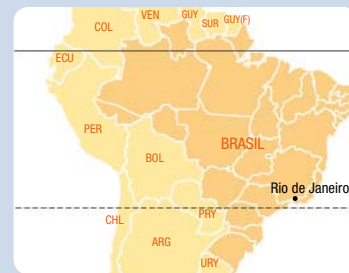 VEN
GUY
GUY(F)
COL
SUR
ECU
PER
BRASIL
BOL
Rio de Janeiro
CHL
PRY
ARG
URY